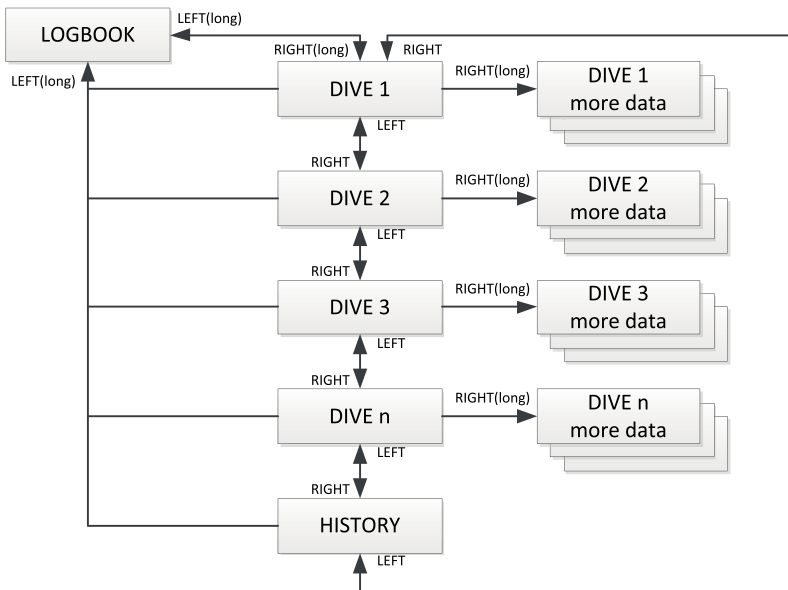 LOGBOOK
LEFT(long)
RIGHT(long)
RIGHT
LEFT(long)
DIVE 1
RIGHT(long)
DIVE 1
more data
LEFT
RIGHT
DIVE 2
RIGHT(long)
DIVE 2
more data
LEFT
RIGHT
DIVE 3
RIGHT(long)
DIVE 3
more data
LEFT
RIGHT
DIVE n
RIGHT(long)
DIVE n
more data
LEFT
RIGHT
HISTORY
LEFT